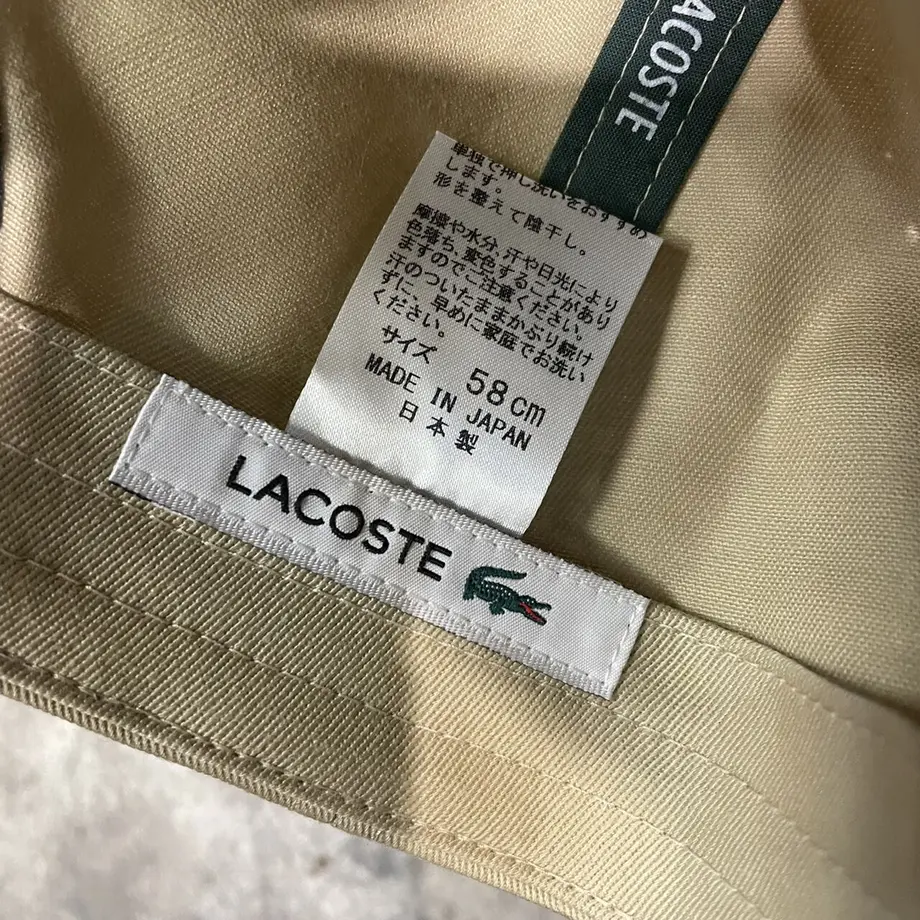 LACOSTE
単独で押し洗いをおすすめ
します。
形を整えて陰干し。
摩擦や水分、汗や日光により
色落ち、変色することがあり
ますのでご注意ください。
汗のついたままかぶり続け
ずに、早めに家庭でお洗い
ください。
サイズ 58cm
MADE IN JAPAN
日本製
LACOSTE